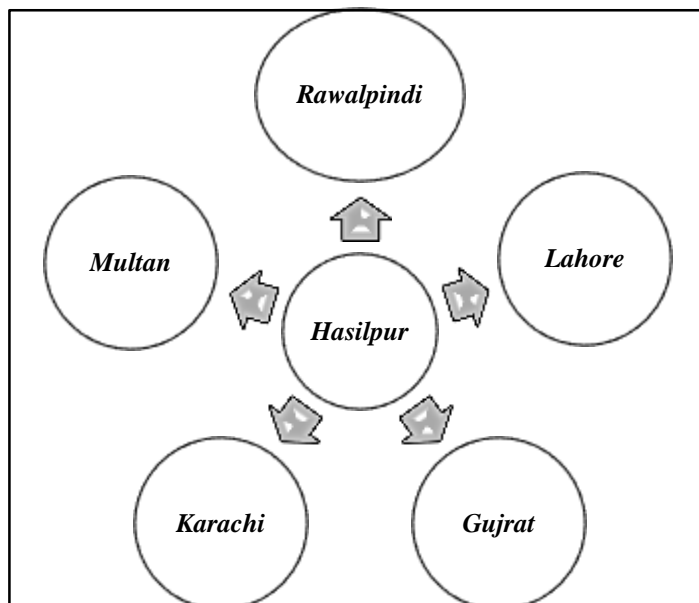 Rawalpindi
Multan
Lahore
Hasilpur
Karachi
Gujrat